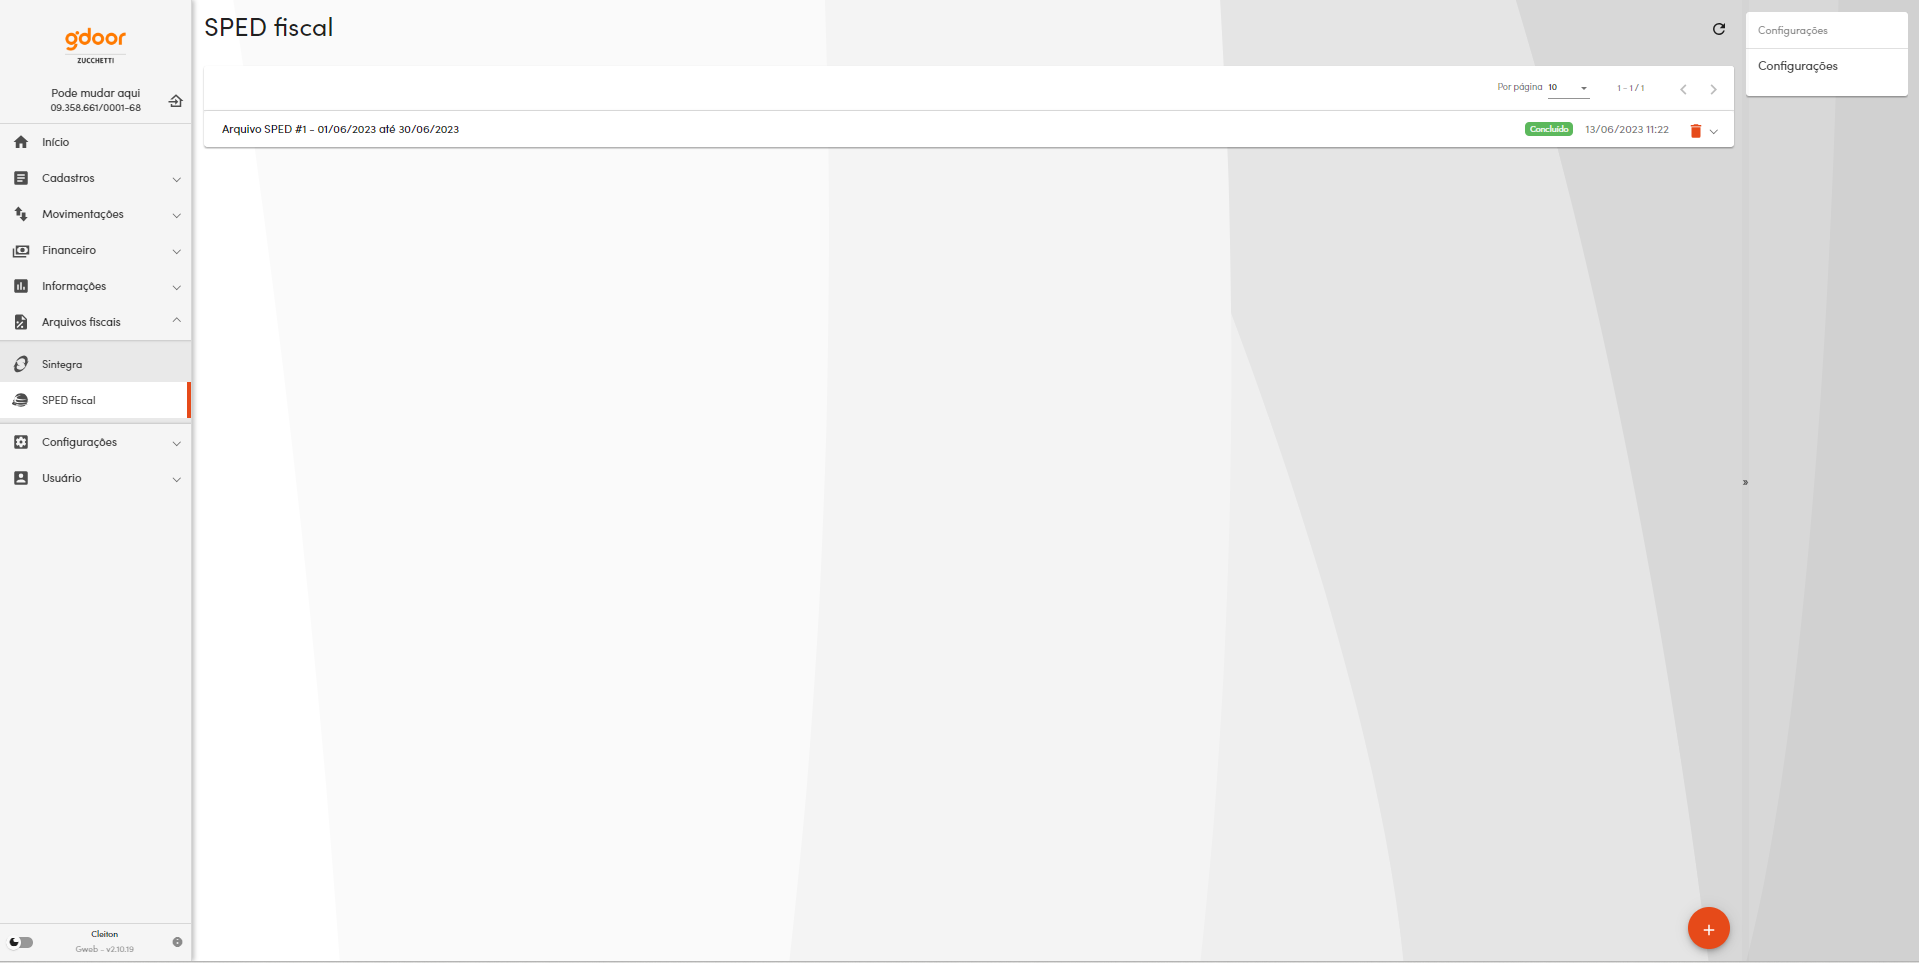 gdoor
ZUCCHETTI
Pode mudar aqui
09.358.661/0001-68
Início
Cadastros
Movimentações
Financeiro
Informações
Arquivos fiscais
Sintegra
SPED fiscal
Configurações
Usuário
Cleiton
Gweb - v2.10.19
SPED fiscal
Por página 10 1 - 1 / 1
Arquivo SPED #1 - 01/06/2023 até 30/06/2023 Concluído 13/06/2023 11:22
»
+
Configurações
Configurações